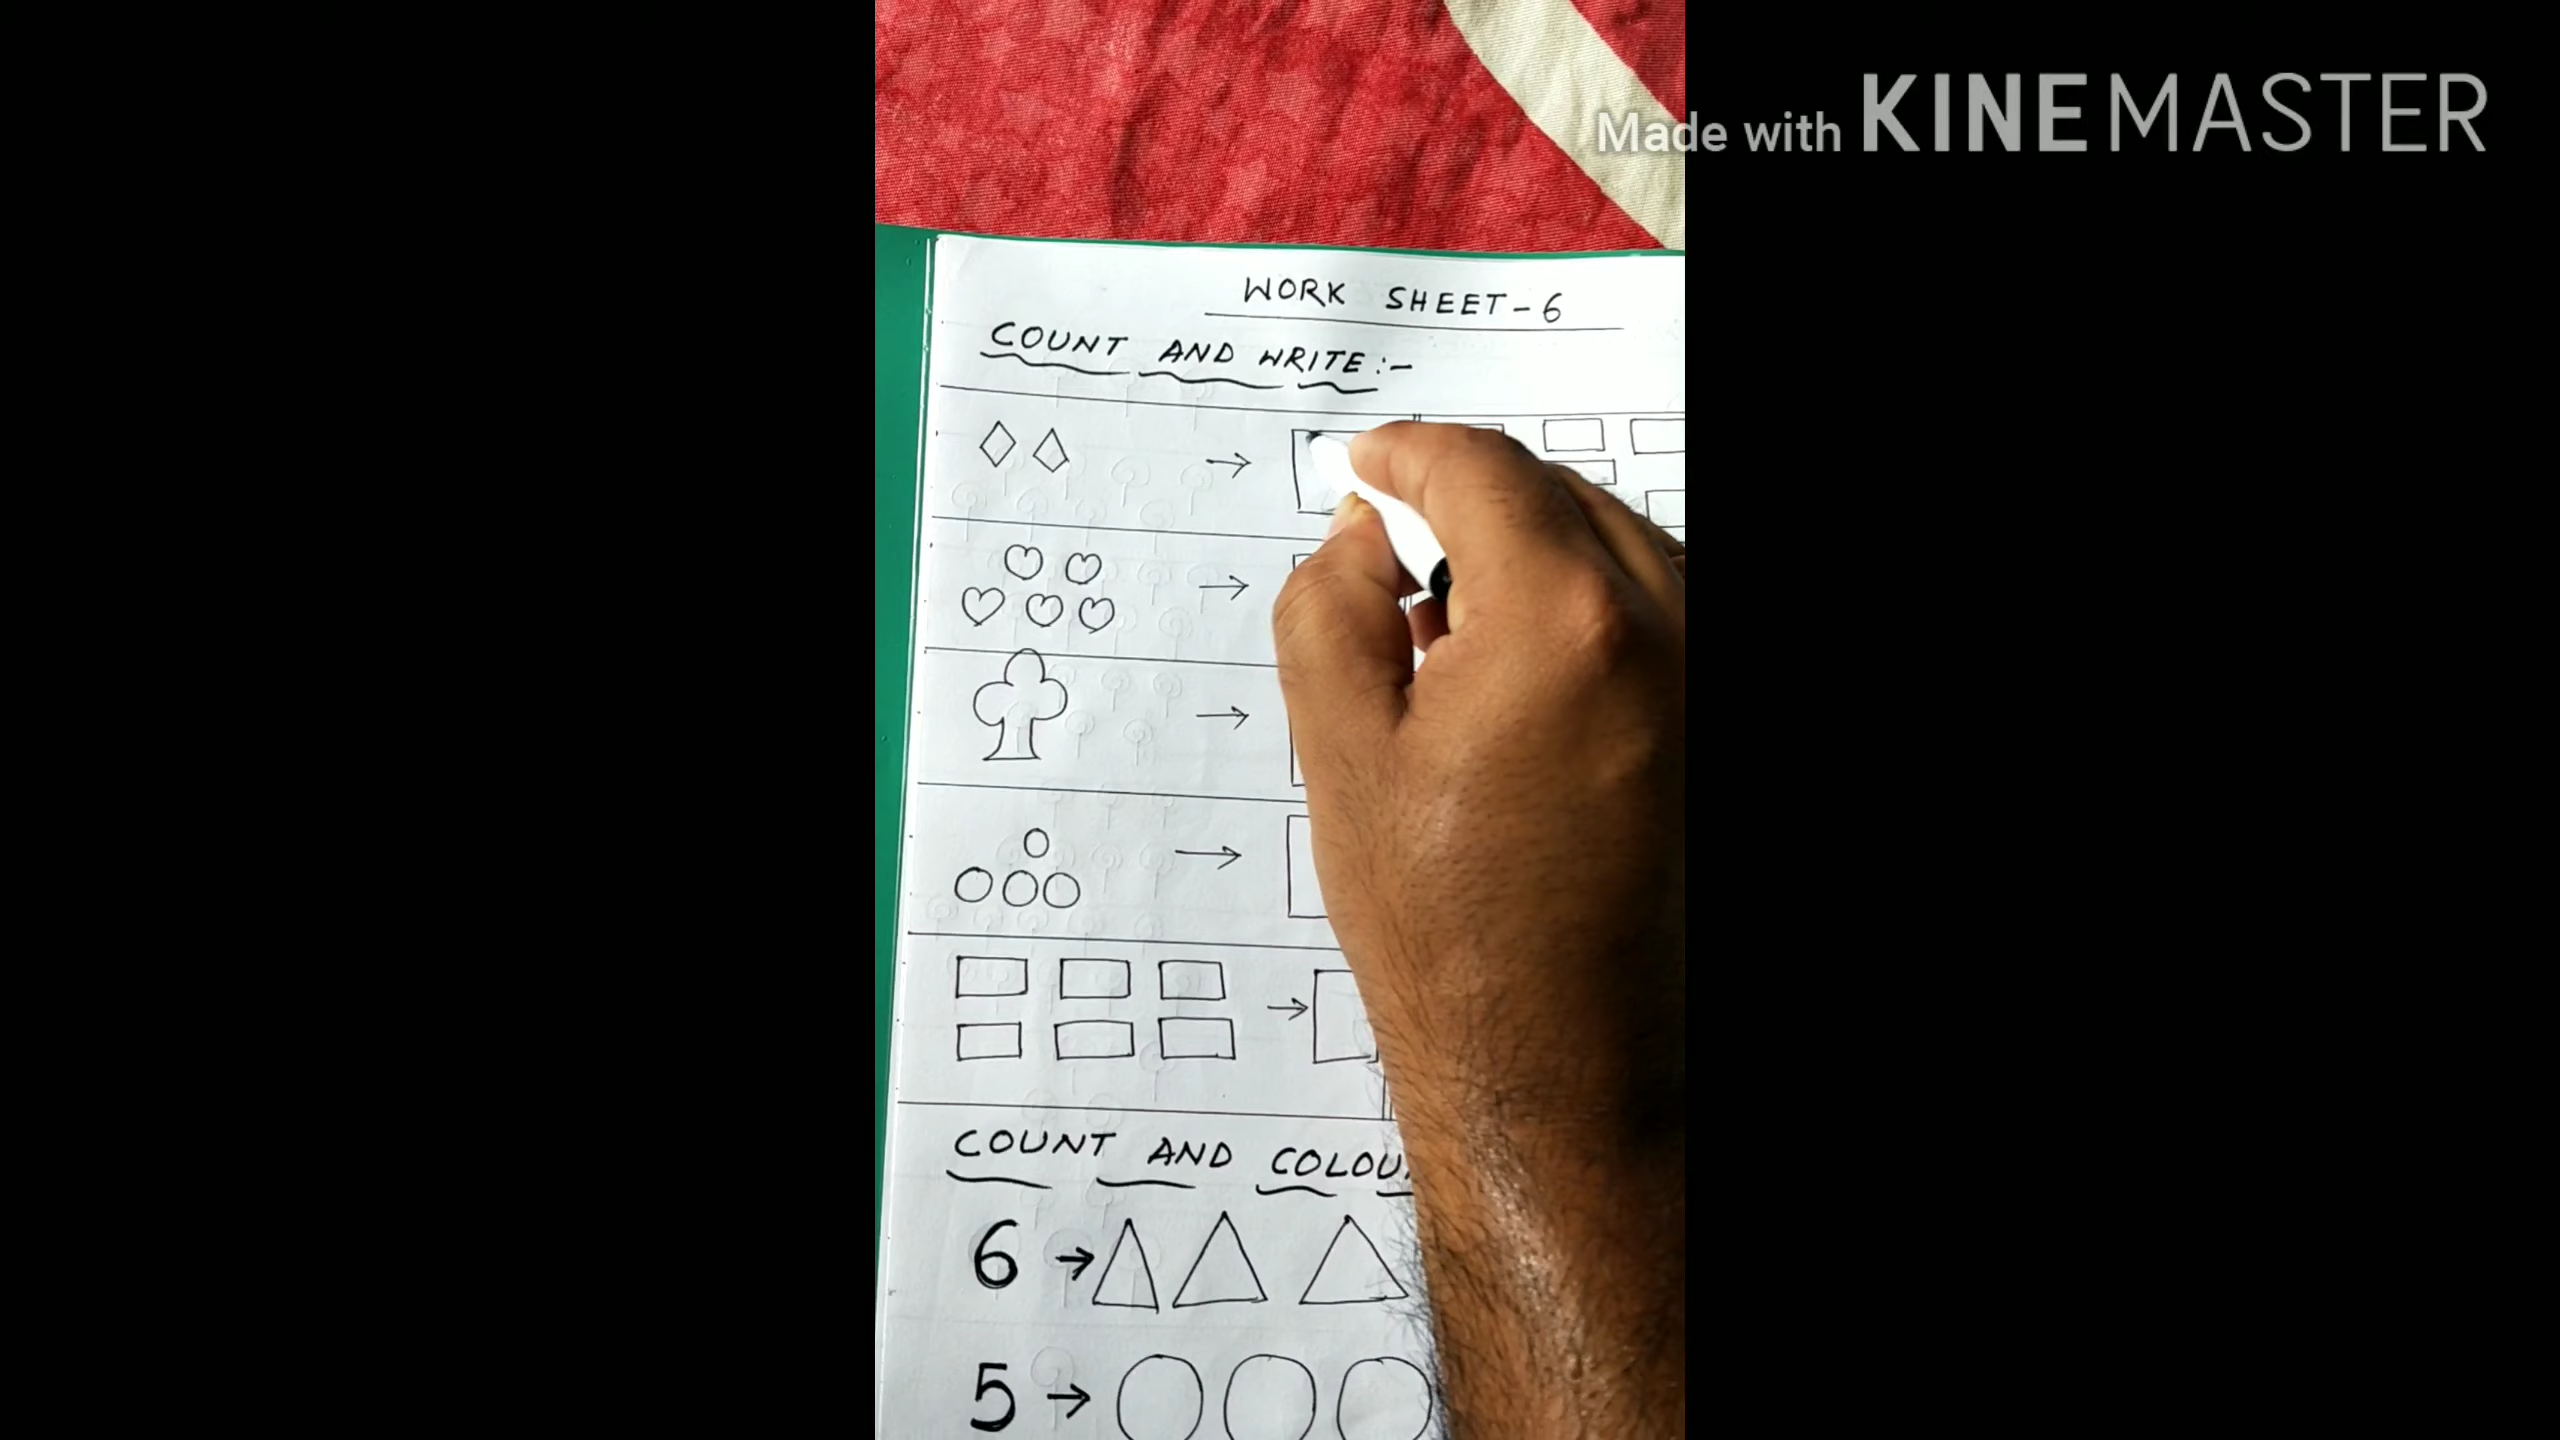 Made with KINEMASTER
WORK SHEET-6
COUNT AND WRITE:-
COUNT AND
6
5